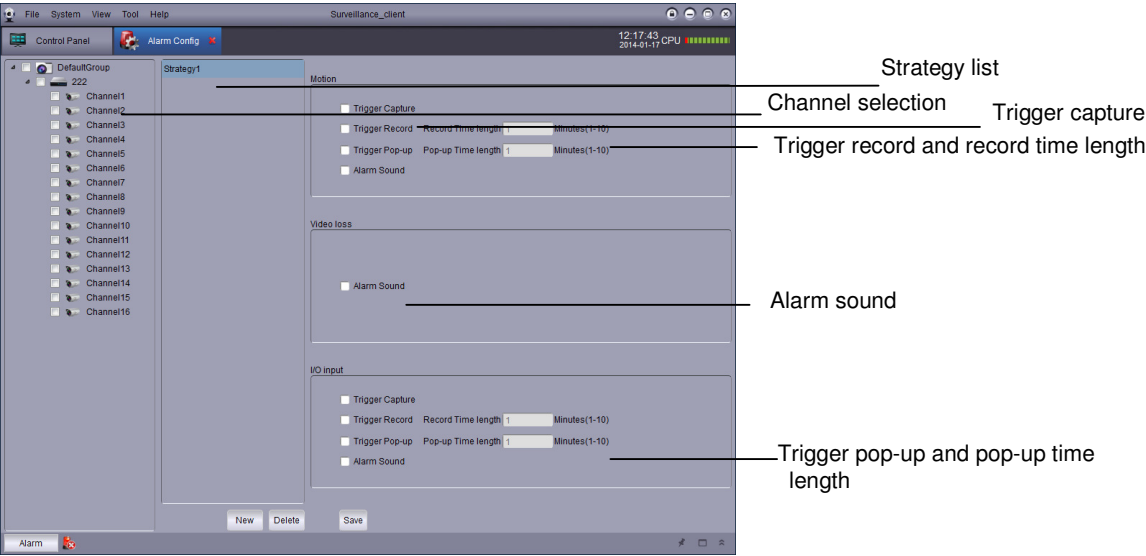 File System View Tool Help Surveillance_client
Control Panel Alarm Config 12:17:43 2014-01-17 CPU
DefaultGroup
222
Channel1
Channel2
Channel3
Channel4
Channel5
Channel6
Channel7
Channel8
Channel9
Channel10
Channel11
Channel12
Channel13
Channel14
Channel15
Channel16
Strategy1
Motion
Trigger Capture
Trigger Record Record Time length 1 Minutes(1-10)
Trigger Pop-up Pop-up Time length 1 Minutes(1-10)
Alarm Sound
Video loss
Alarm Sound
I/O input
Trigger Capture
Trigger Record Record Time length 1 Minutes(1-10)
Trigger Pop-up Pop-up Time length 1 Minutes(1-10)
Alarm Sound
New Delete Save
Alarm
Strategy list
Channel selection
Trigger capture
Trigger record and record time length
Alarm sound
Trigger pop-up and pop-up time
length